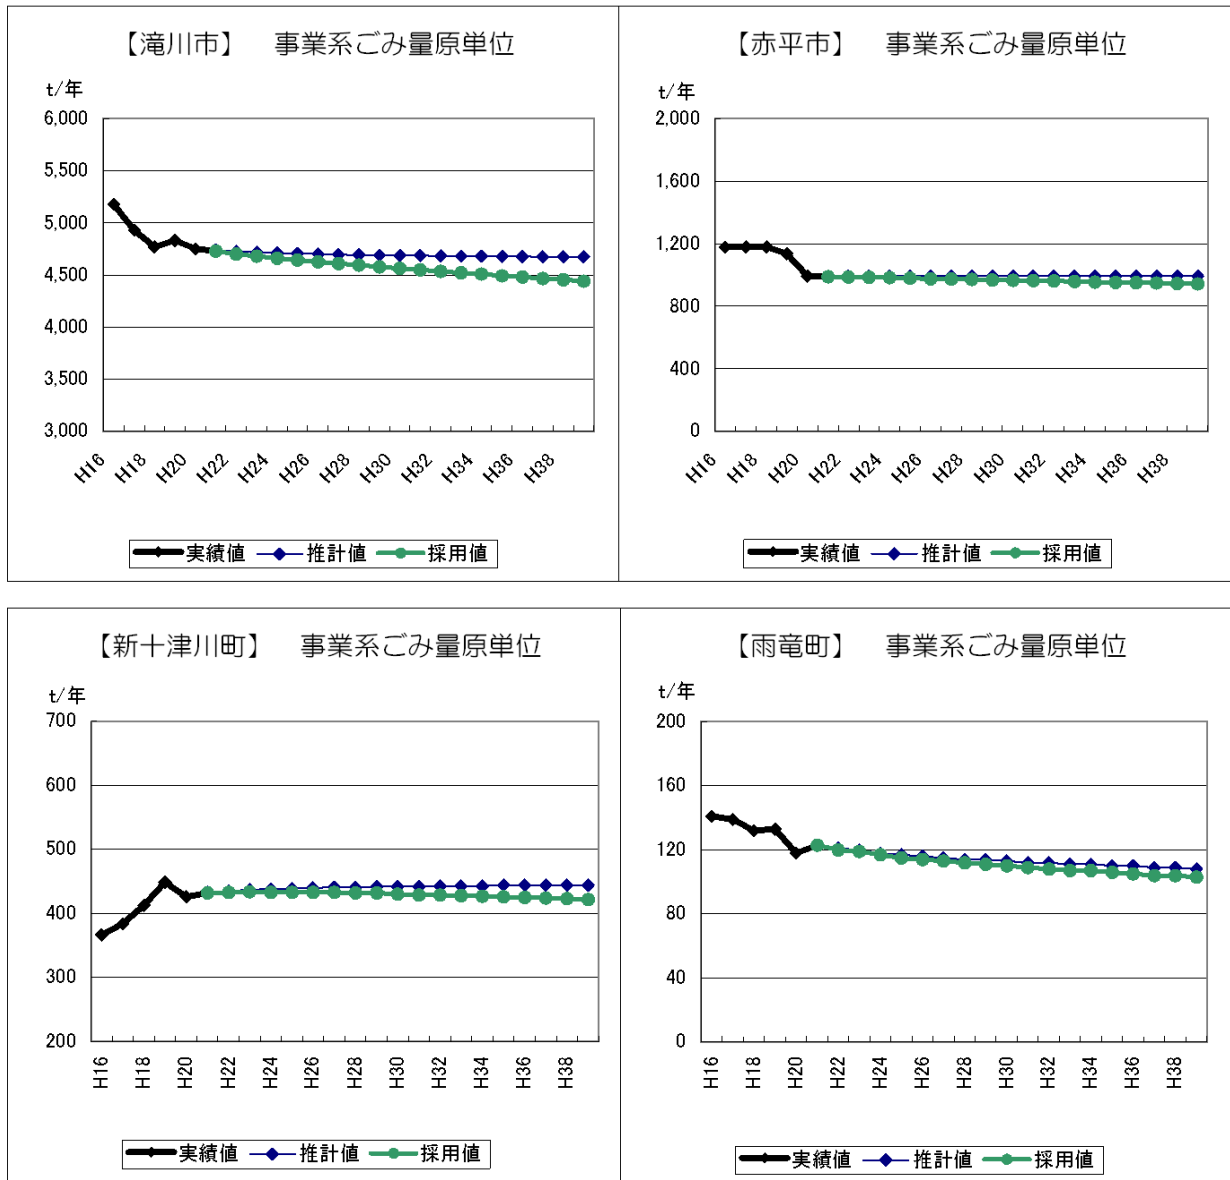 【滝川市】 事業系ごみ量原単位
t/年
6,000
5,500
5,000
4,500
4,000
3,500
3,000
H16 H18 H20 H22 H24 H26 H28 H30 H32 H34 H36 H38
実績値 推計値 採用値
【赤平市】 事業系ごみ量原単位
t/年
2,000
1,600
1,200
800
400
0
H16 H18 H20 H22 H24 H26 H28 H30 H32 H34 H36 H38
実績値 推計値 採用値
【新十津川町】 事業系ごみ量原単位
t/年
700
600
500
400
300
200
H16 H18 H20 H22 H24 H26 H28 H30 H32 H34 H36 H38
実績値 推計値 採用値
【雨竜町】 事業系ごみ量原単位
t/年
200
160
120
80
40
0
H16 H18 H20 H22 H24 H26 H28 H30 H32 H34 H36 H38
実績値 推計値 採用値